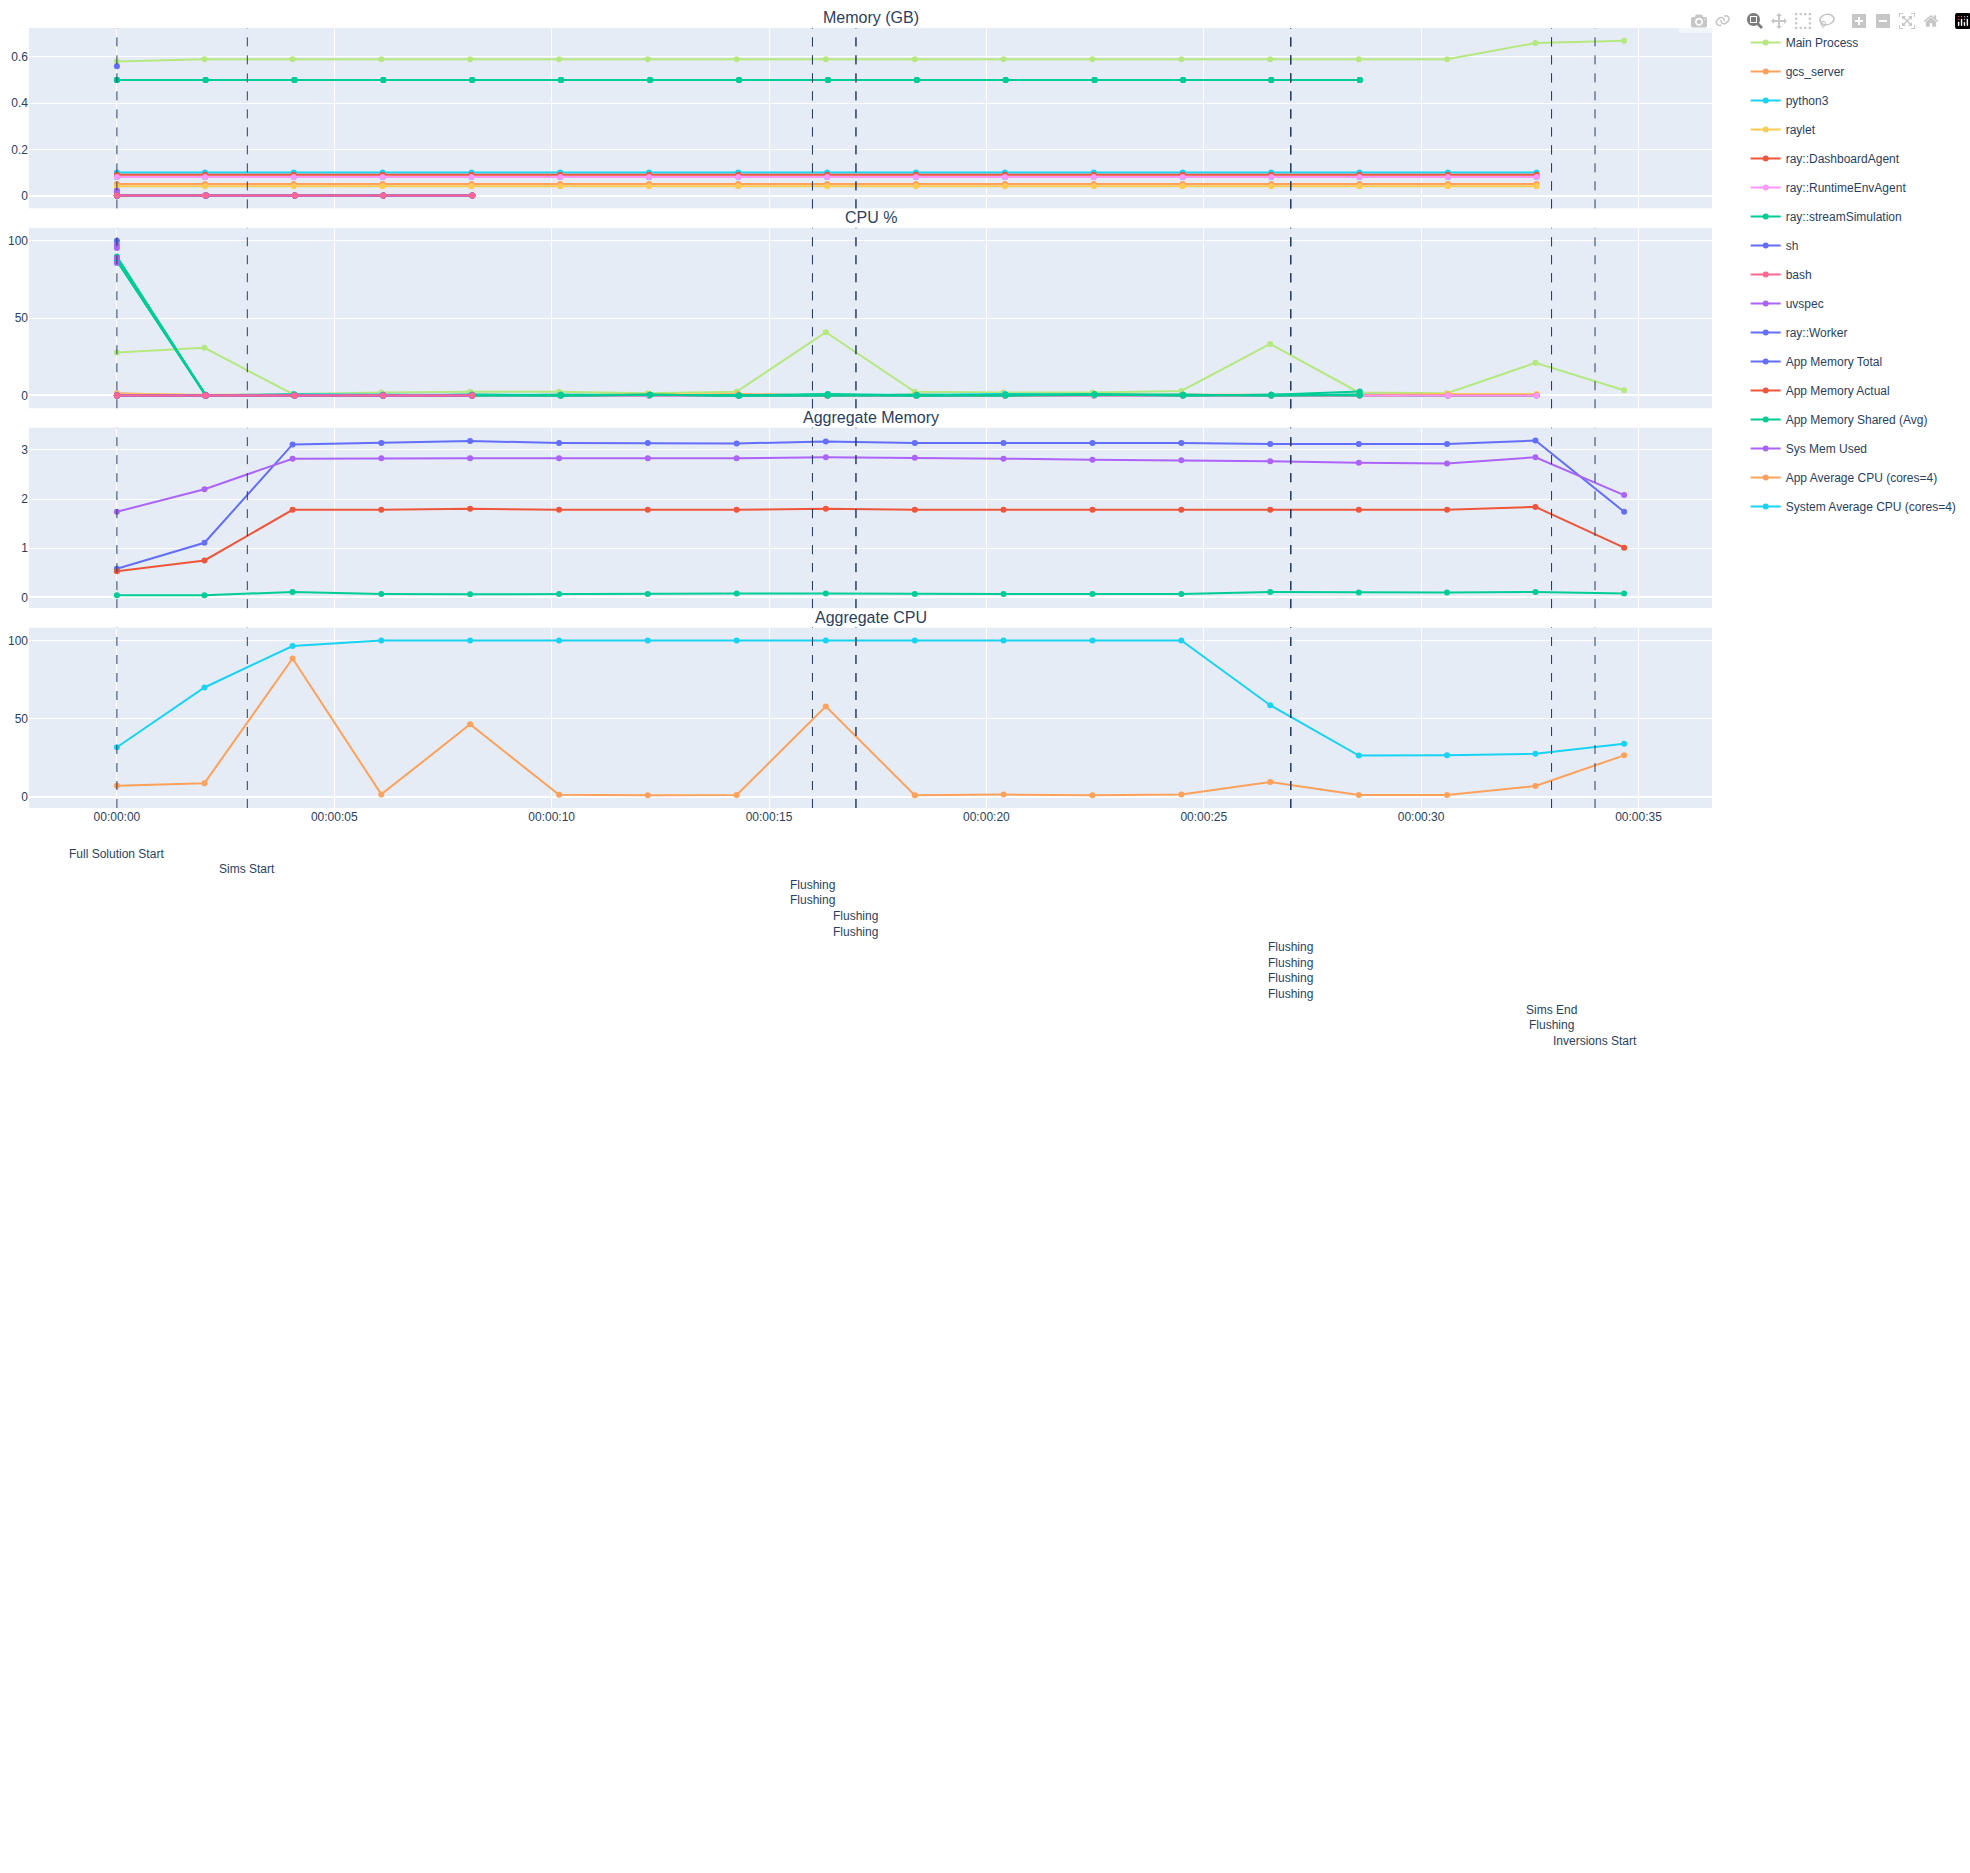 Memory (GB)
0.6
0.4
0.2
0
CPU %
100
50
0
Aggregate Memory
3
2
1
0
Aggregate CPU
100
50
0
00:00:00
00:00:05
00:00:10
00:00:15
00:00:20
00:00:25
00:00:30
00:00:35
Full Solution Start
Sims Start
Flushing
Flushing
Flushing
Flushing
Flushing
Flushing
Flushing
Flushing
Sims End
Flushing
Inversions Start
Main Process
gcs_server
python3
raylet
ray::DashboardAgent
ray::RuntimeEnvAgent
ray::streamSimulation
sh
bash
uvspec
ray::Worker
App Memory Total
App Memory Actual
App Memory Shared (Avg)
Sys Mem Used
App Average CPU (cores=4)
System Average CPU (cores=4)